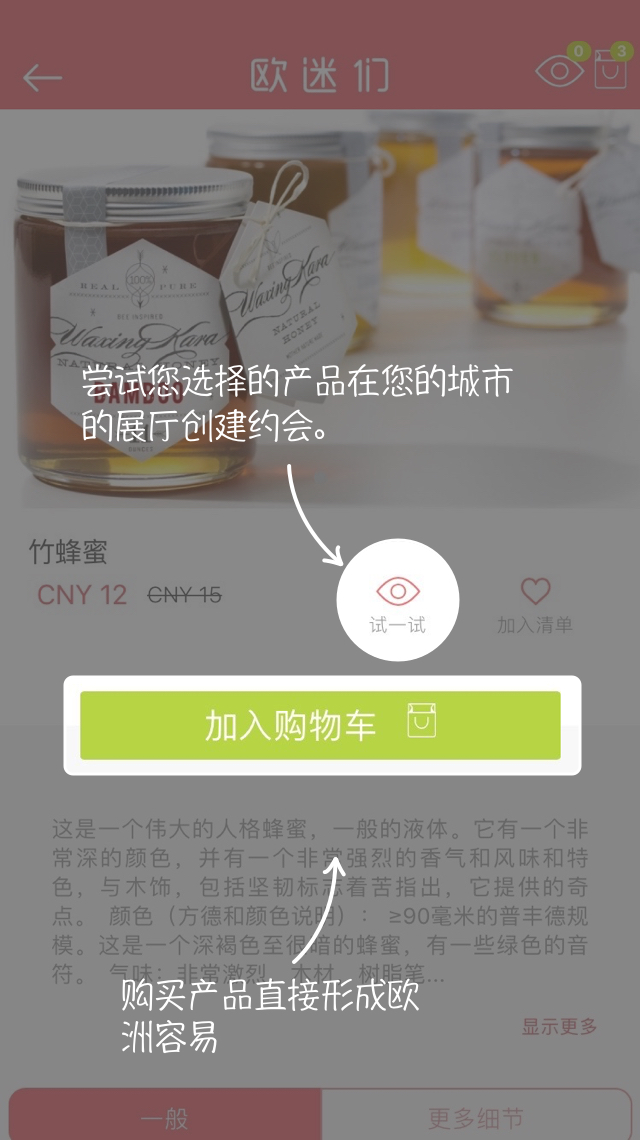 欧迷们
0
3
REAL PURE
100%
BEE INSPIRED
Waxing Kara
NATURAL HONEY
BAMBOO
Waxing Kara
NATURAL
HONEY
尝试您选择的产品在您的城市
的展厅创建约会。
竹蜂蜜
CNY 12 CNY 15
试一试
加入清单
加入购物车
这是一个伟大的人格蜂蜜，一般的液体。它有一个非
常深的颜色，并有一个非常强烈的香气和风味和特
色，与木饰，包括坚韧标志着苦指出，它提供的奇
点。 颜色（方德和颜色说明）： ≥90毫米的普丰德规
模。这是一个深褐色至很暗的蜂蜜，有一些绿色的音
符。 气味：非常激烈，木材，树脂笔...
购买产品直接形成欧
洲容易
显示更多
一般
更多细节